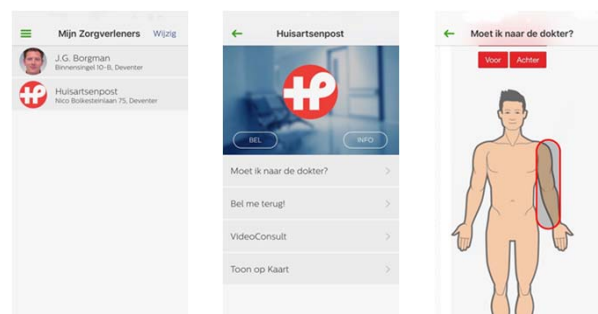 Mijn Zorgverleners Wijzig
J.G. Borgman
Binnensingel 10-B, Deventer
Huisartsenpost
Nico Bolkesteinlaan 75, Deventer
Huisartsenpost
BEL
INFO
Moet ik naar de dokter?
Bel me terug!
VideoConsult
Toon op Kaart
Moet ik naar de dokter?
Voor
Achter